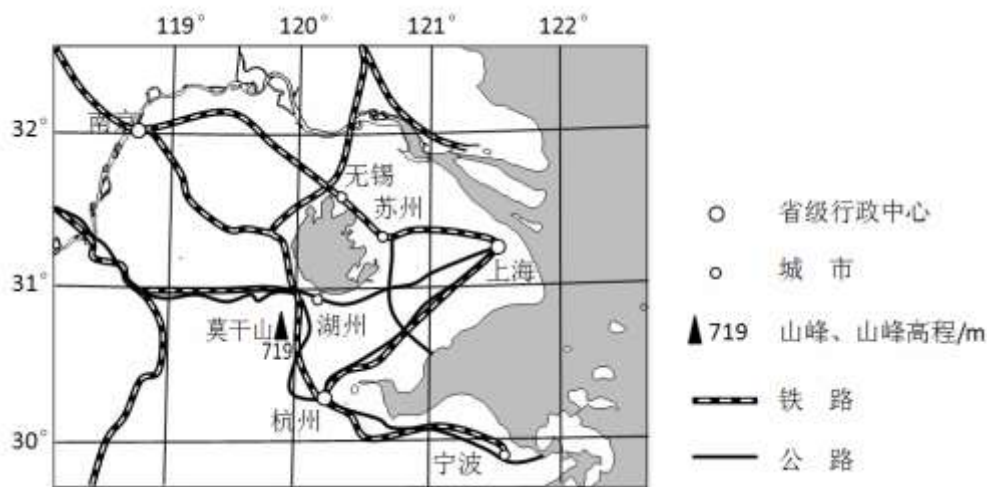 119°
120°
121°
122°
32°
南京
无锡
苏州
上海
31°
莫干山
719
湖州
杭州
30°
宁波
省级行政中心
城 市
719 山峰、山峰高程/m
铁 路
公 路